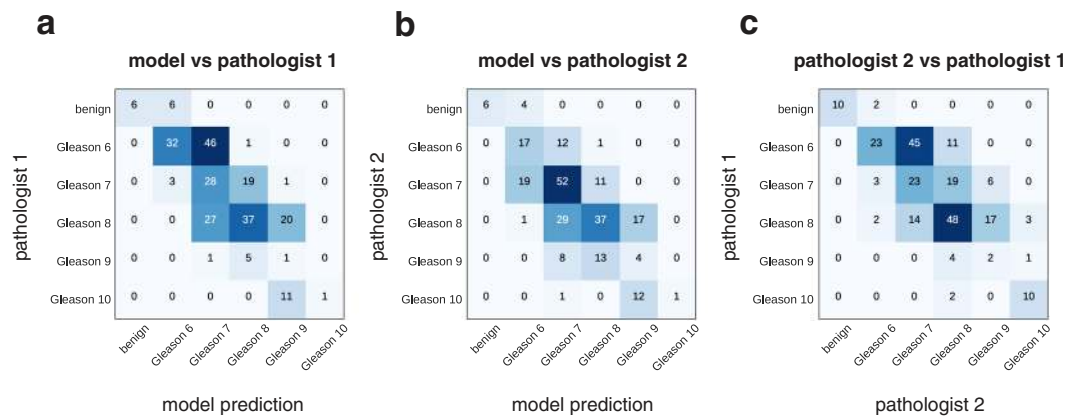 a
model vs pathologist 1
pathologist 1
benign 6 6 0 0 0 0
Gleason 6 0 32 46 1 0 0
Gleason 7 0 3 28 19 1 0
Gleason 8 0 0 27 37 20 0
Gleason 9 0 0 1 5 1 0
Gleason 10 0 0 0 0 11 1
benign Gleason 6 Gleason 7 Gleason 8 Gleason 9 Gleason 10
model prediction
b
model vs pathologist 2
pathologist 2
benign 6 4 0 0 0 0
Gleason 6 0 17 12 1 0 0
Gleason 7 0 19 52 11 0 0
Gleason 8 0 1 29 37 17 0
Gleason 9 0 0 8 13 4 0
Gleason 10 0 0 1 0 12 1
benign Gleason 6 Gleason 7 Gleason 8 Gleason 9 Gleason 10
model prediction
c
pathologist 2 vs pathologist 1
pathologist 1
benign 10 2 0 0 0 0
Gleason 6 0 23 45 11 0 0
Gleason 7 0 3 23 19 6 0
Gleason 8 0 2 14 48 17 3
Gleason 9 0 0 0 4 2 1
Gleason 10 0 0 0 2 0 10
benign Gleason 6 Gleason 7 Gleason 8 Gleason 9 Gleason 10
pathologist 2